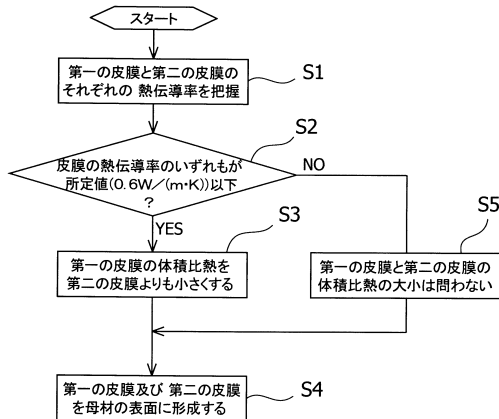 スタート
第一の皮膜と第二の皮膜の
それぞれの 熱伝導率を把握
S1
皮膜の熱伝導率のいずれもが
所定値(0.6W／(m・K))以下
？
S2
NO
YES
第一の皮膜の体積比熱を
第二の皮膜よりも小さくする
S3
第一の皮膜と第二の皮膜の
体積比熱の大小は問わない
S5
第一の皮膜及び 第二の皮膜
を母材の表面に形成する
S4